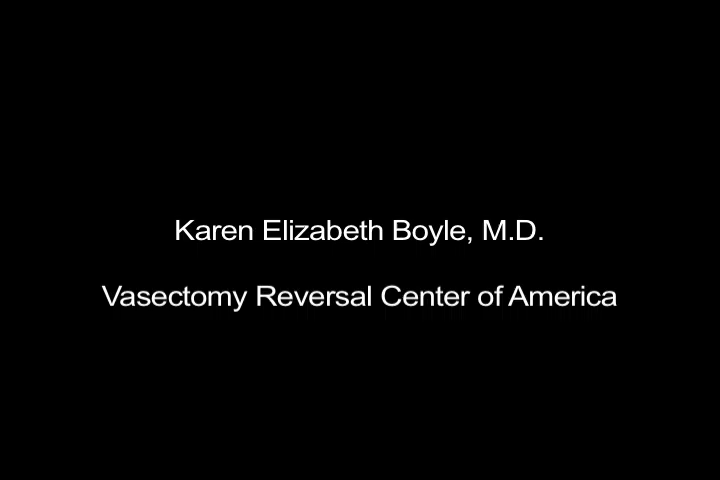 Karen Elizabeth Boyle, M.D.
Vasectomy Reversal Center of America